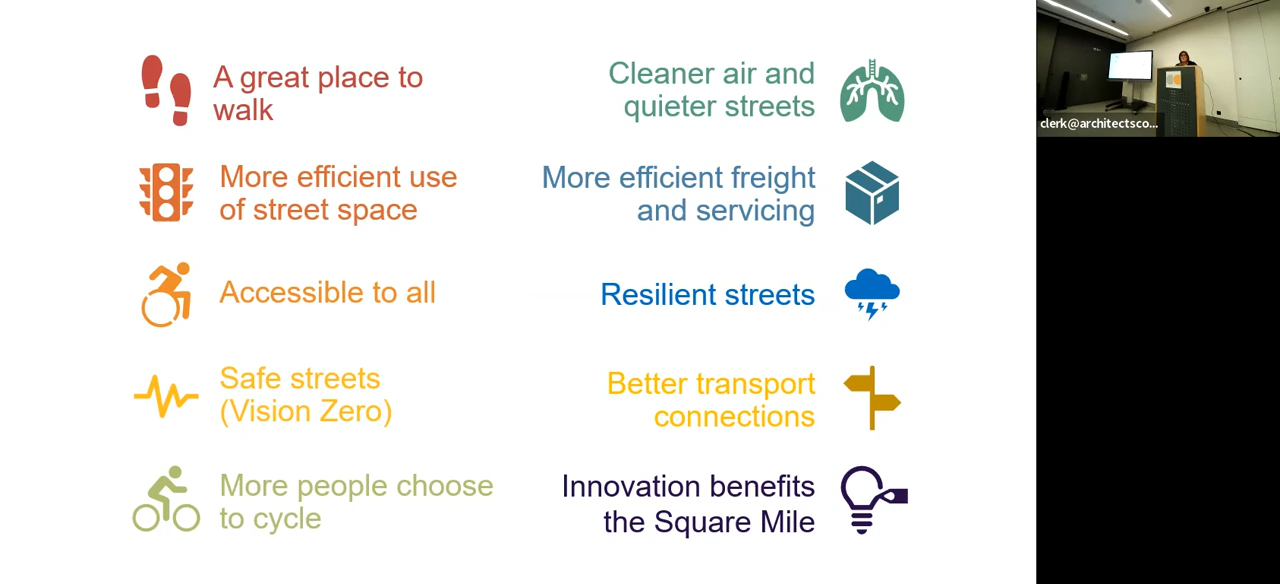 A great place to
walk
More efficient use
of street space
Accessible to all
Safe streets
(Vision Zero)
More people choose
to cycle
Cleaner air and
quieter streets
More efficient freight
and servicing
Resilient streets
Better transport
connections
Innovation benefits
the Square Mile
clerk@architectsco...